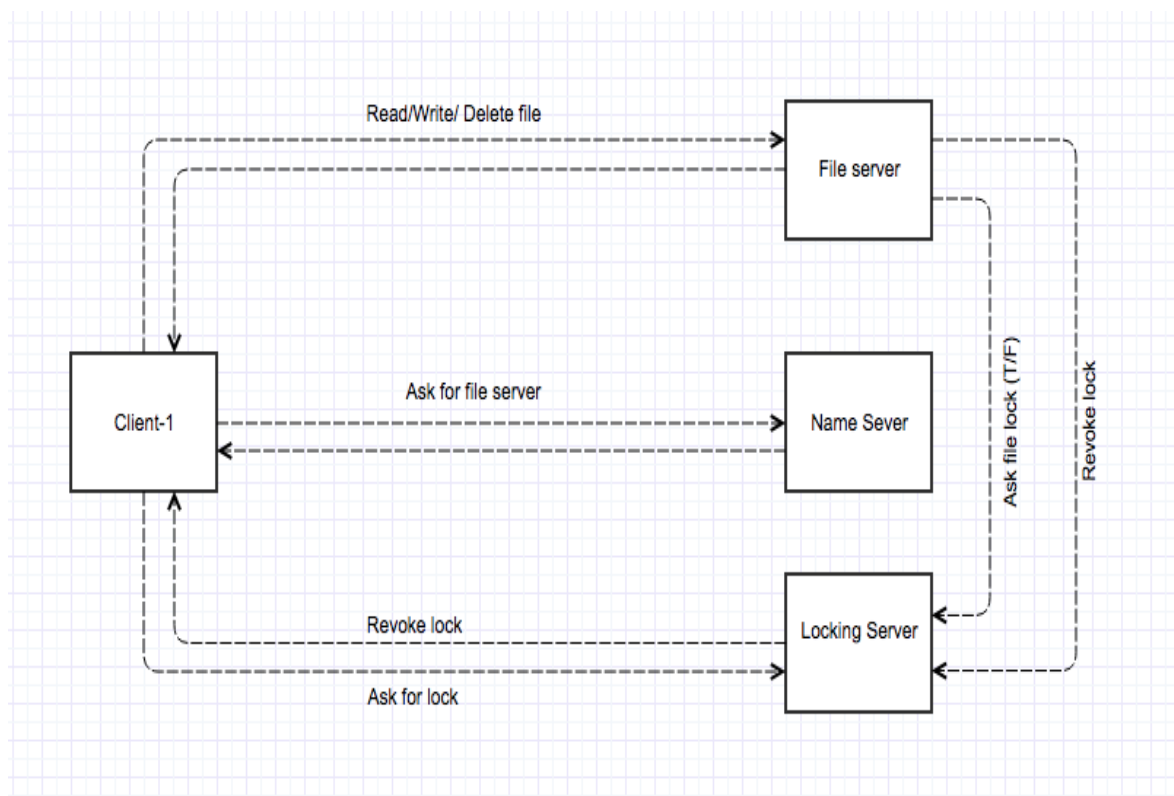 Read/Write/ Delete file
File server
Ask for file server
Client-1
Name Sever
Ask file lock (T/F)
Revoke lock
Revoke lock
Locking Server
Ask for lock